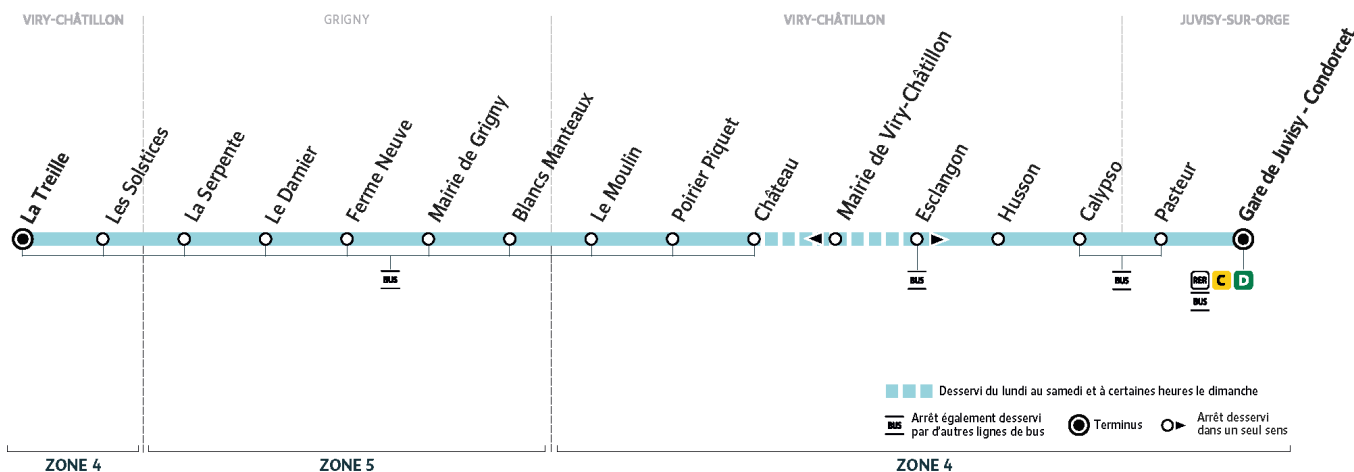 VIRY-CHÂTILLON
GRIGNY
VIRY-CHÂTILLON
JUVISY-SUR-ORGE
La Treille
Les Solstices
La Serpente
Le Damier
Ferme Neuve
Mairie de Grigny
Blancs Manteaux
Le Moulin
Poirier Piquet
Château
Mairie de Viry-Châtillon
Esclangon
Husson
Calypso
Pasteur
Gare de Juvisy - Condorcet
BUS
BUS
BUS
RER C D
BUS
Desservi du lundi au samedi et à certaines heures le dimanche
BUS
Arrêt également desservi
par d'autres lignes de bus
Terminus
Arrêt desservi
dans un seul sens
ZONE 4
ZONE 5
ZONE 4